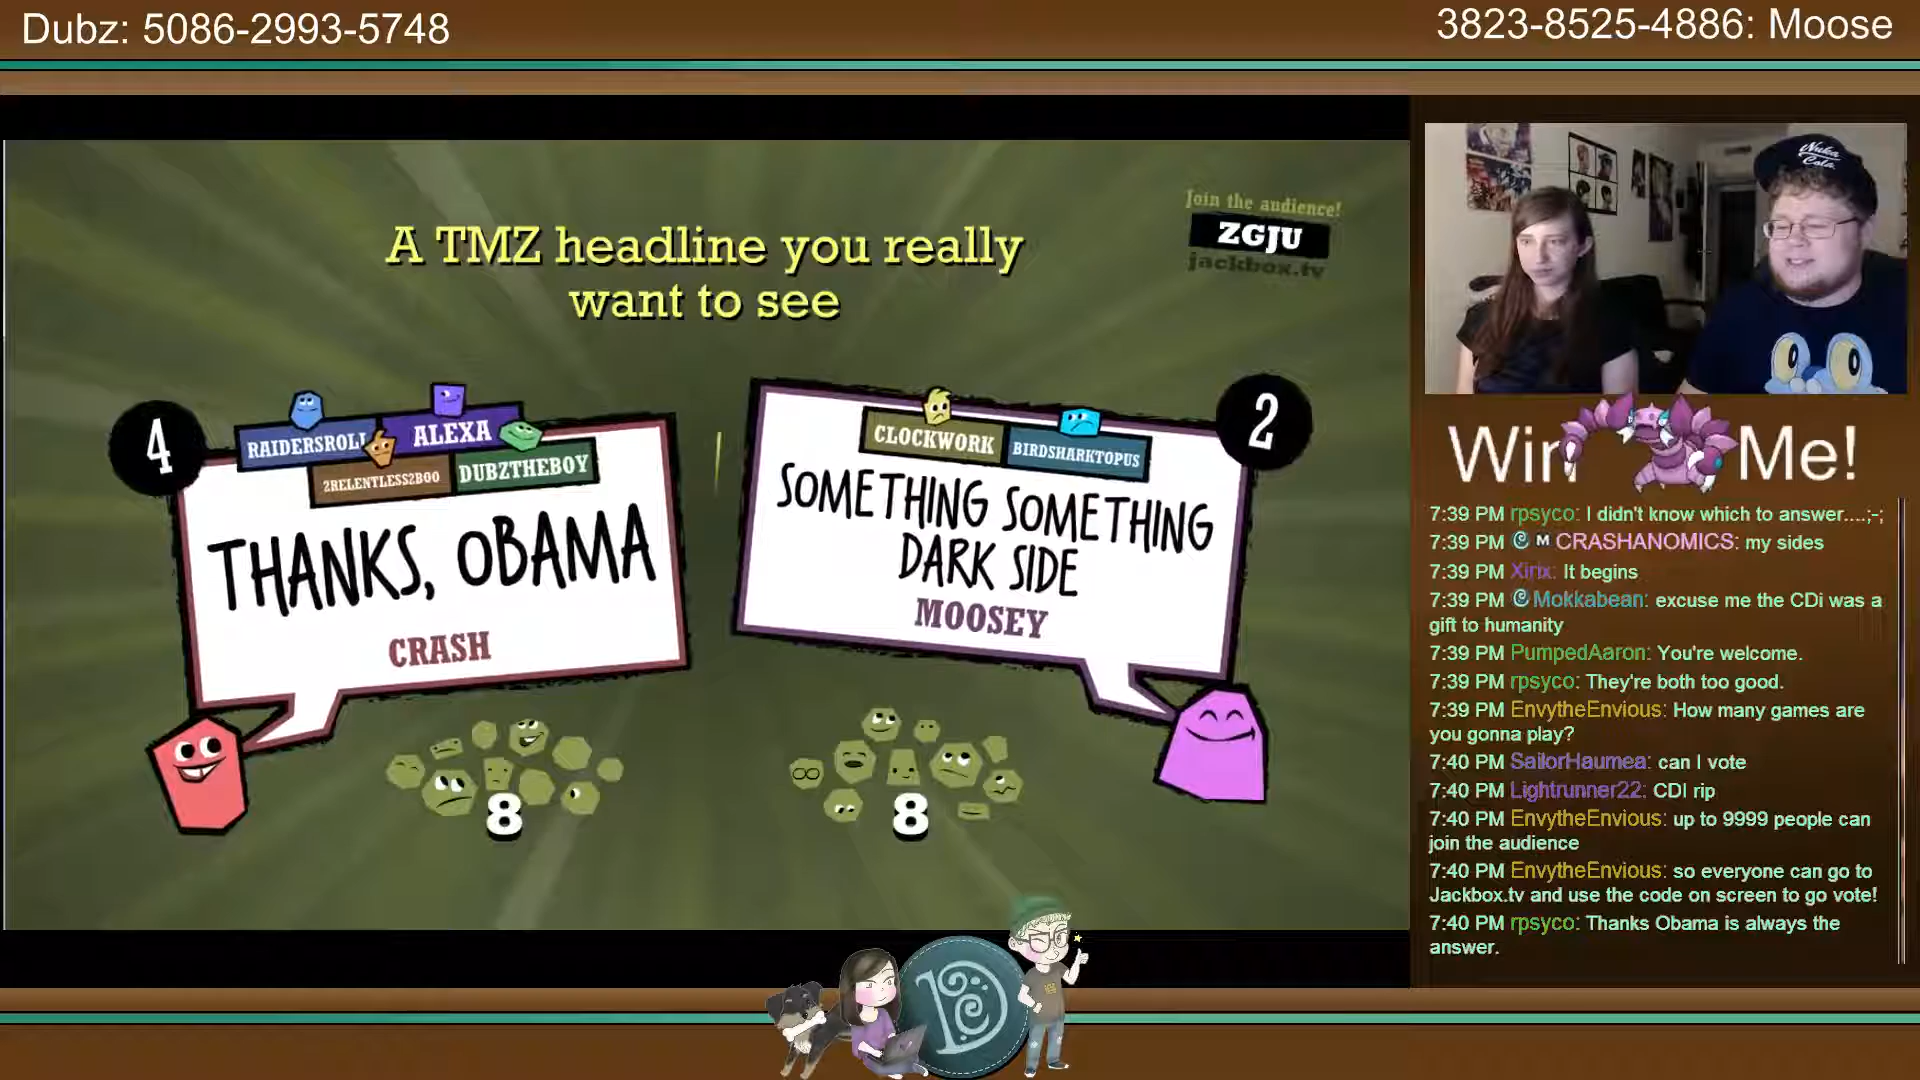 Dubz: 5086-2993-5748
3823-8525-4886: Moose
Join the audience!
ZGJU
jackbox.tv
A TMZ headline you really
want to see
4
RAIDERSROLL
ALEXA
2RELENTLESS2BOO
DUBZTHEBOY
THANKS, OBAMA
CRASH
8
2
CLOCKWORK
BIRDSHARKTOPUS
SOMETHING SOMETHING
DARK SIDE
MOOSEY
8
Nuka
Cola
Win Me!
7:39 PM rpsyco: I didn't know which to answer....;-;
7:39 PM M CRASHANOMICS: my sides
7:39 PM Xirix: It begins
7:39 PM Mokkabean: excuse me the CDi was a
gift to humanity
7:39 PM PumpedAaron: You're welcome.
7:39 PM rpsyco: They're both too good.
7:39 PM EnvytheEnvious: How many games are
you gonna play?
7:40 PM SailorHaumea: can I vote
7:40 PM Lightrunner22: CDI rip
7:40 PM EnvytheEnvious: up to 9999 people can
join the audience
7:40 PM EnvytheEnvious: so everyone can go to
Jackbox.tv and use the code on screen to go vote!
7:40 PM rpsyco: Thanks Obama is always the
answer.
D